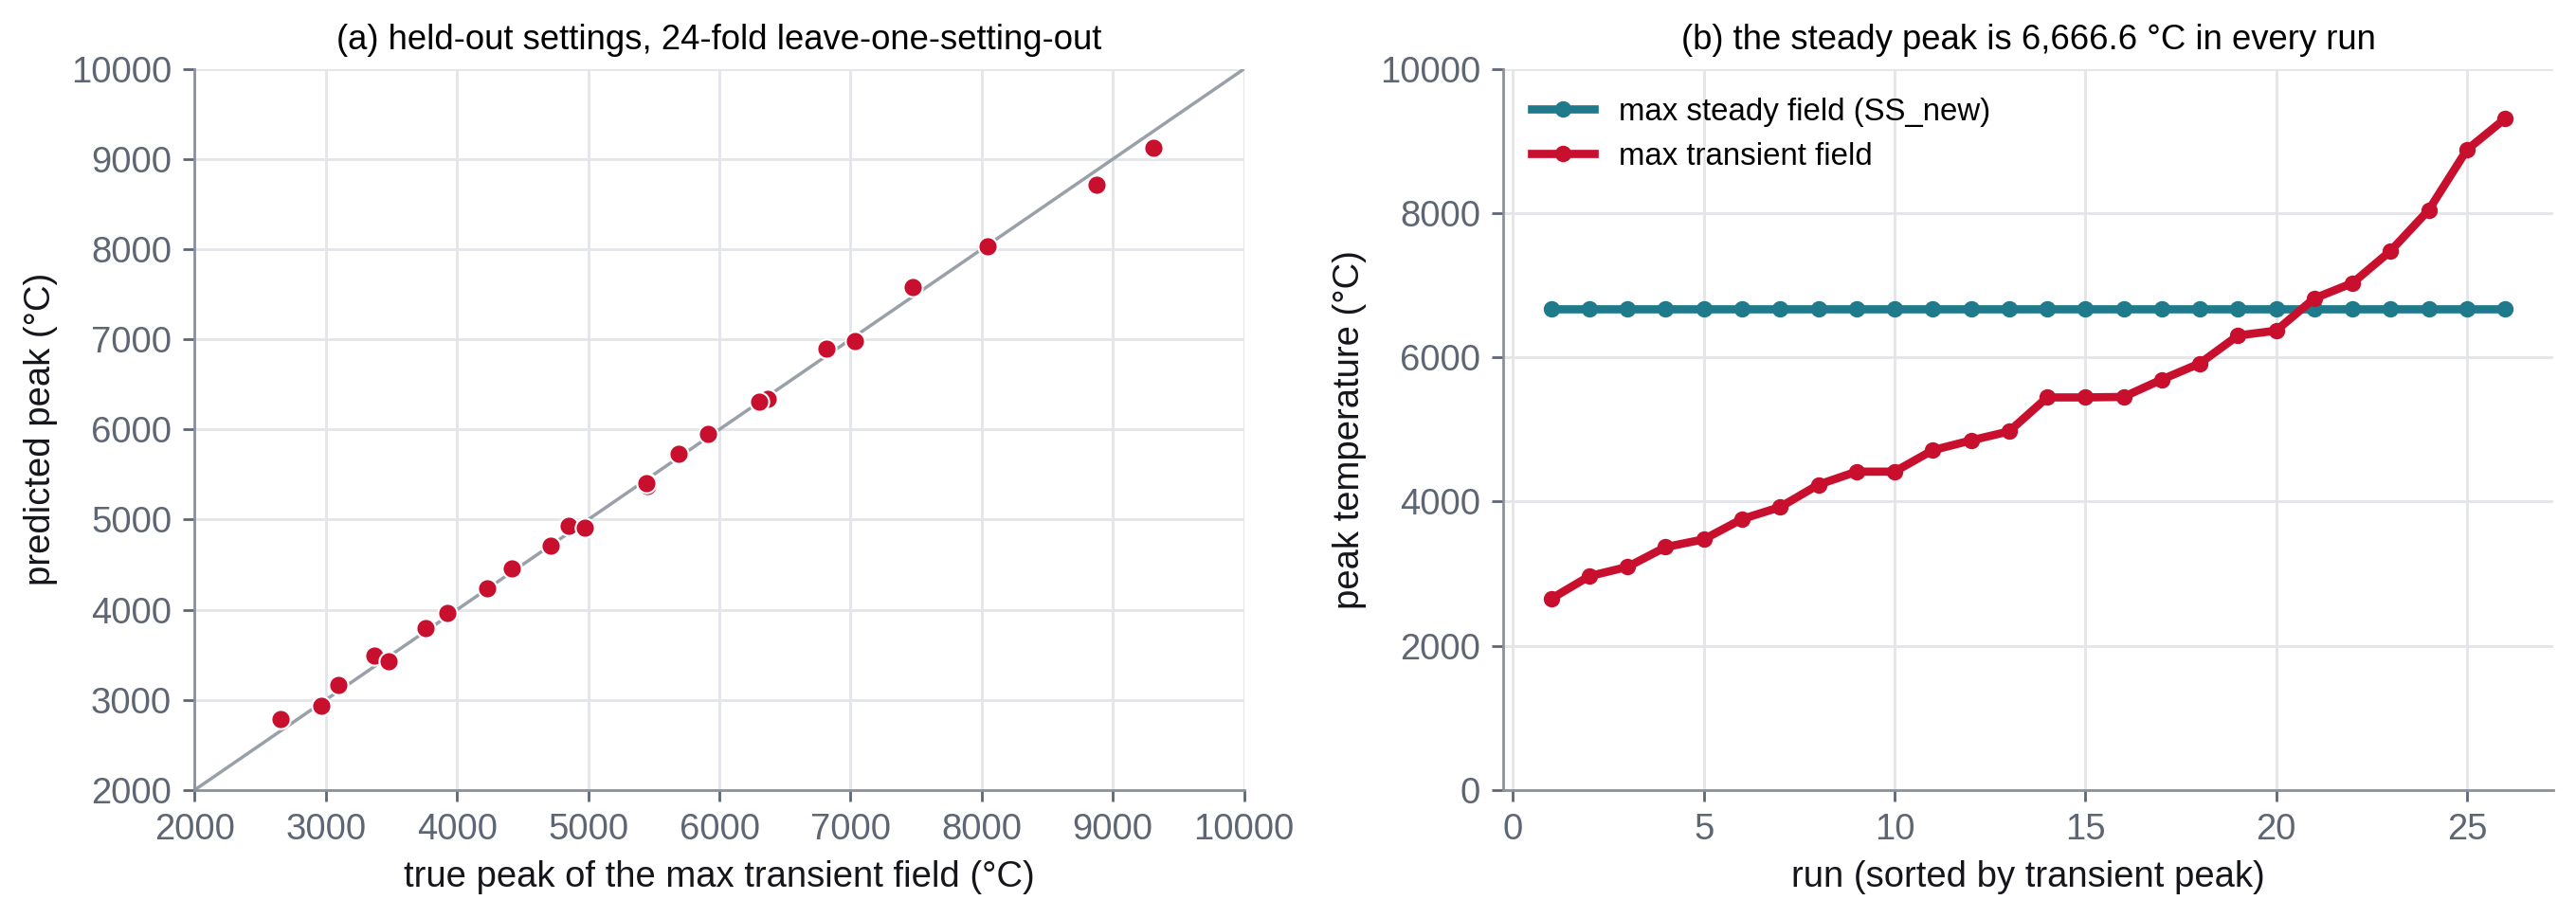 (a) held-out settings, 24-fold leave-one-setting-out
10000
9000
8000
7000
6000
5000
4000
3000
2000
predicted peak (°C)
2000 3000 4000 5000 6000 7000 8000 9000 10000
true peak of the max transient field (°C)
(b) the steady peak is 6,666.6 °C in every run
max steady field (SS_new)
max transient field
10000
8000
6000
4000
2000
0
peak temperature (°C)
0 5 10 15 20 25
run (sorted by transient peak)